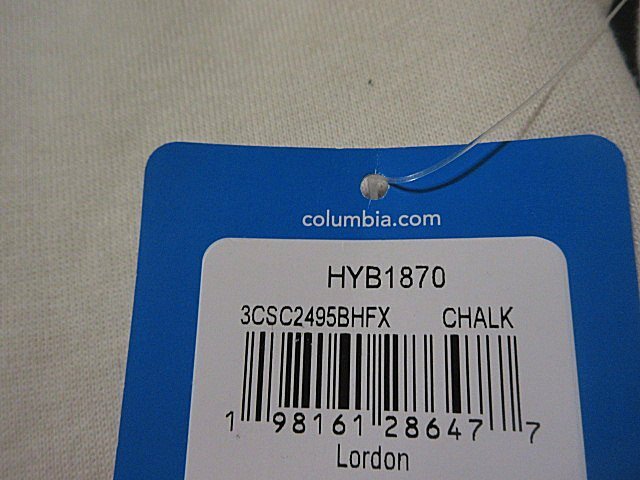 columbia.com
HYB1870
3CSC2495BHFX CHALK
1 98161 28647 7
Lordon